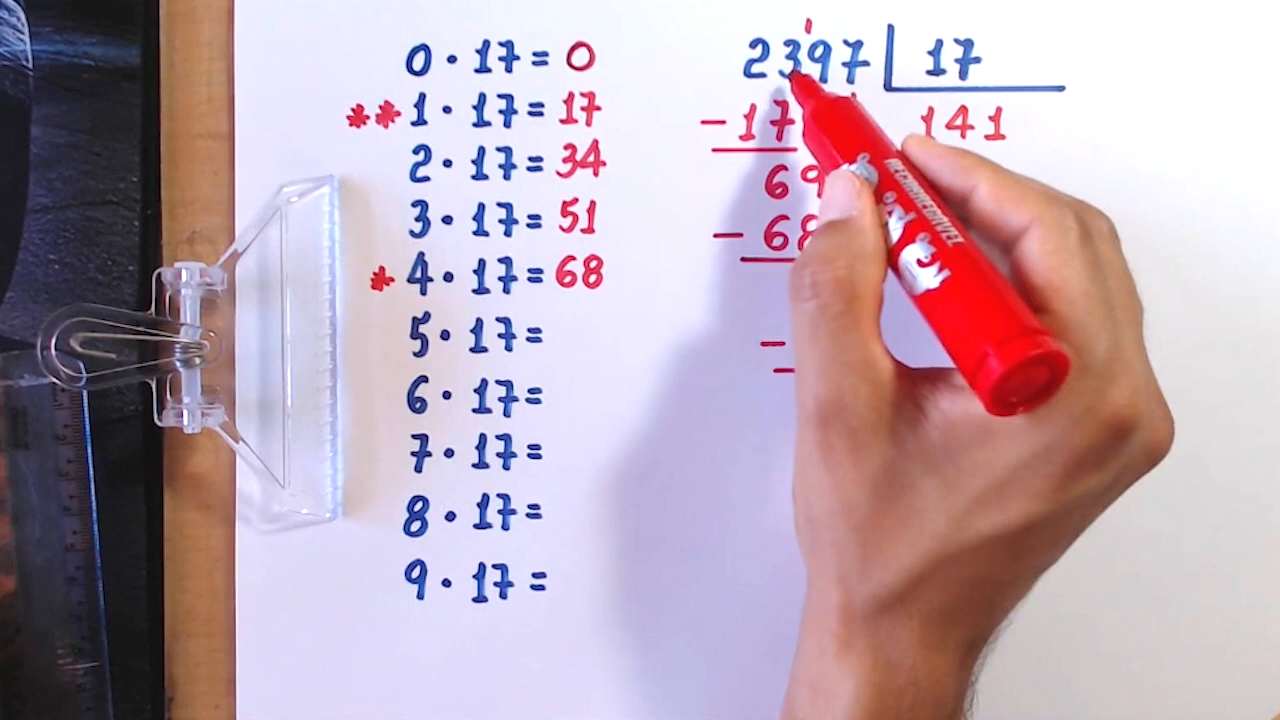 0 · 17 = 0
** 1 · 17 = 17
2 · 17 = 34
3 · 17 = 51
* 4 · 17 = 68
5 · 17 =
6 · 17 =
7 · 17 =
8 · 17 =
9 · 17 =
2397 | 17
- 17 141
69
- 68
-